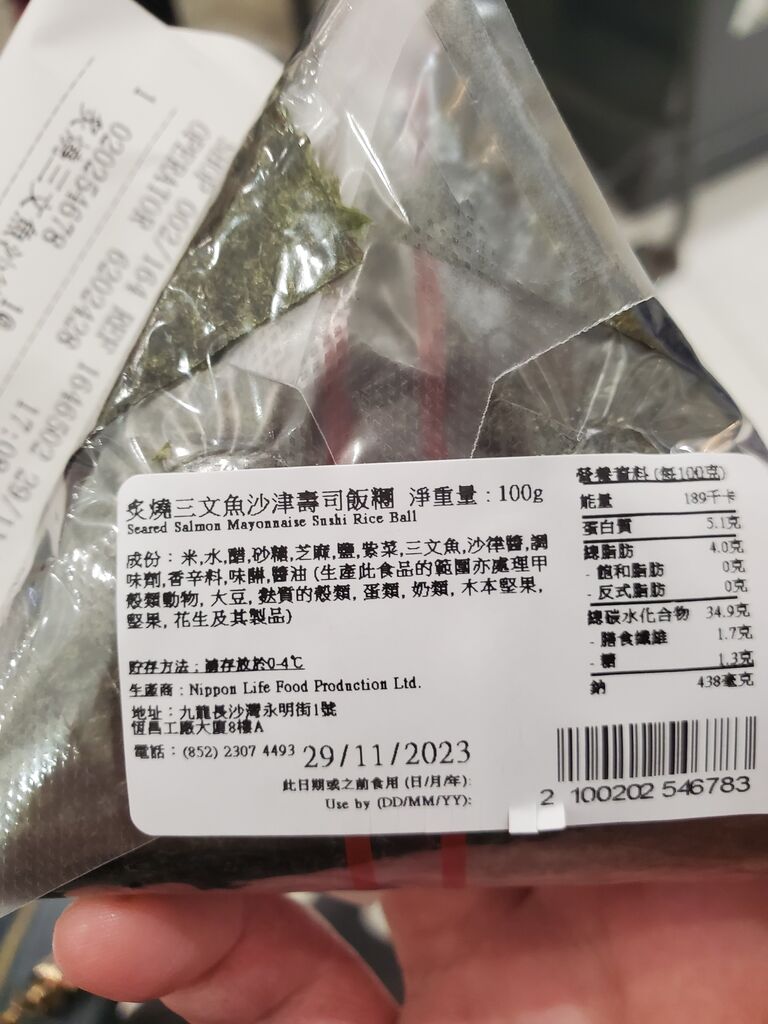 1
020254678
OPERATOR 6202428
SHOP 002/164 REF 1646502 29/11
炙燒三文魚沙津壽司飯糰 淨重量 : 100g
Seared Salmon Mayonnaise Sushi Rice Ball
成份 : 米,水,醋,砂糖,芝麻,鹽,紫菜,三文魚,沙律醬,調
味劑,香辛料,味醂,醬油 (生產此食品的範圍亦處理甲
殼類動物, 大豆, 麩質的穀類, 蛋類, 奶類, 木本堅果,
堅果, 花生及其製品)
貯存方法 : 請存放於0-4℃
生產商 : Nippon Life Food Production Ltd.
地址 : 九龍長沙灣永明街1號
恆昌工廠大廈8樓A
電話 : (852) 2307 4493
29/11/2023
此日期或之前食用 (日/月/年):
Use by (DD/MM/YY):
營養資料 (每100克)
能量 189千卡
蛋白質 5.1克
總脂肪 4.0克
- 飽和脂肪 0克
- 反式脂肪 0克
總碳水化合物 34.9克
- 膳食纖維 1.7克
- 糖 1.3克
鈉 438毫克
2 100202 546783